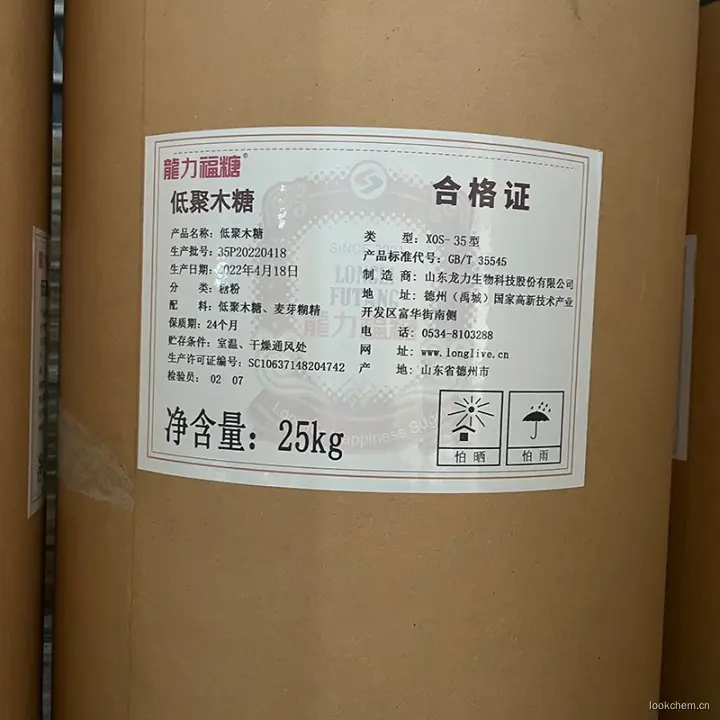 龍力福糖®
低聚木糖
合格证
产品名称: 低聚木糖
生产批号: 35P20220418
生产日期: 2022年4月18日
分 类: 糖粉
配 料: 低聚木糖、麦芽糊精
保质期: 24个月
贮存条件: 室温、干燥通风处
生产许可证编号: SC10637148204742
检验员: 02 07
类 型: XOS-35型
产品标准代号: GB/T 35545
制 造 商: 山东龙力生物科技股份有限公司
地 址: 德州（禹城）国家高新技术产业
开发区富华街南侧
电 话: 0534-8103288
网 址: www.longlive.cn
产 地: 山东省德州市
净含量: 25kg
怕 晒
怕 雨
SINCE 2001
龍力福糖
lookchem.cn